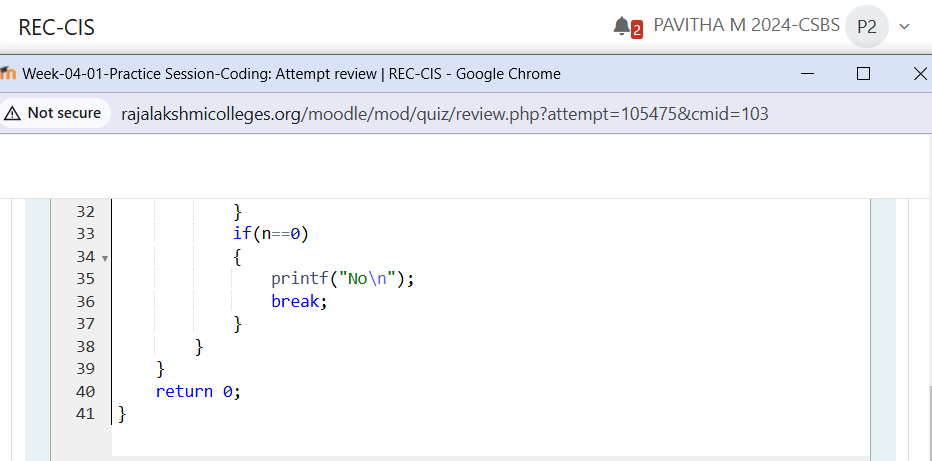 REC-CIS
2 PAVITHA M 2024-CSBS P2
Week-04-01-Practice Session-Coding: Attempt review | REC-CIS - Google Chrome
Not secure rajalakshmicolleges.org/moodle/mod/quiz/review.php?attempt=105475&cmid=103
32 }
33 if(n==0)
34 {
35 printf("No\n");
36 break;
37 }
38 }
39 }
40 return 0;
41 }